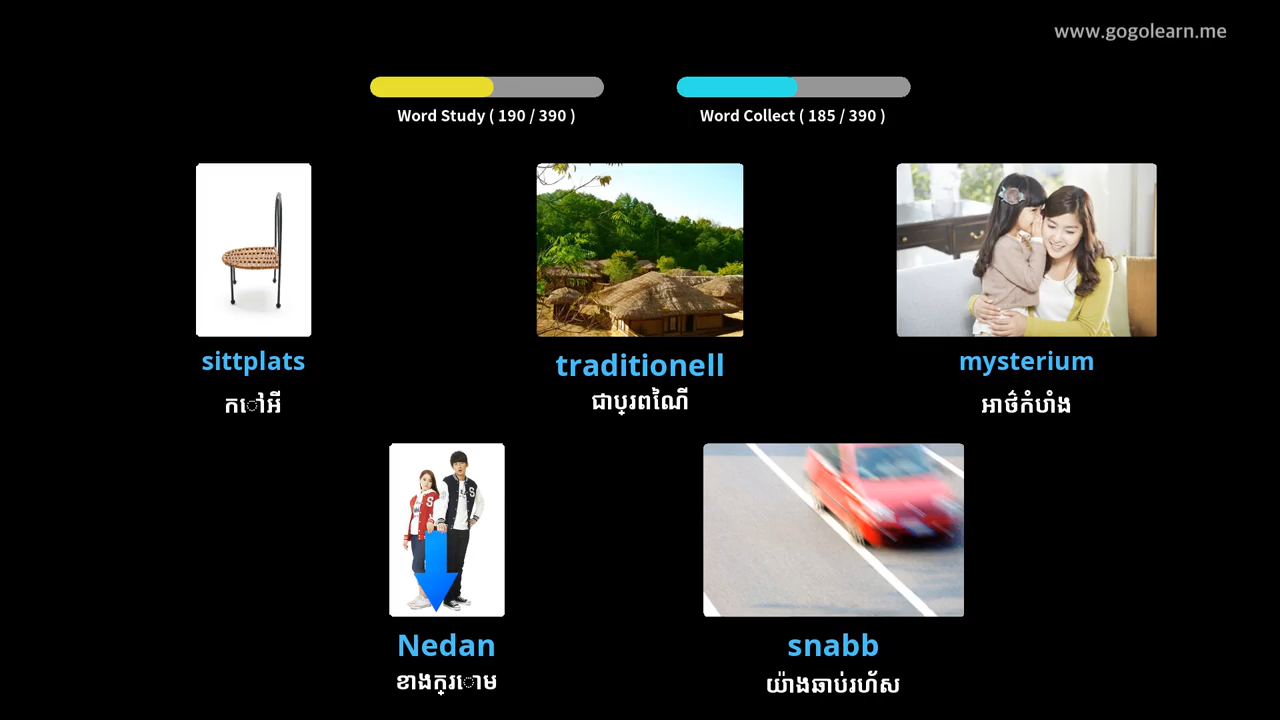 www.gogolearn.me
Word Study ( 190 / 390 )
Word Collect ( 185 / 390 )
sittplats
traditionell
mysterium
កៅអី
ជាប្រពណៃី
អាថ៌កំបាំង
Nedan
snabb
ខាងក្រោម
យ៉ាងឆាប់រហ័ស